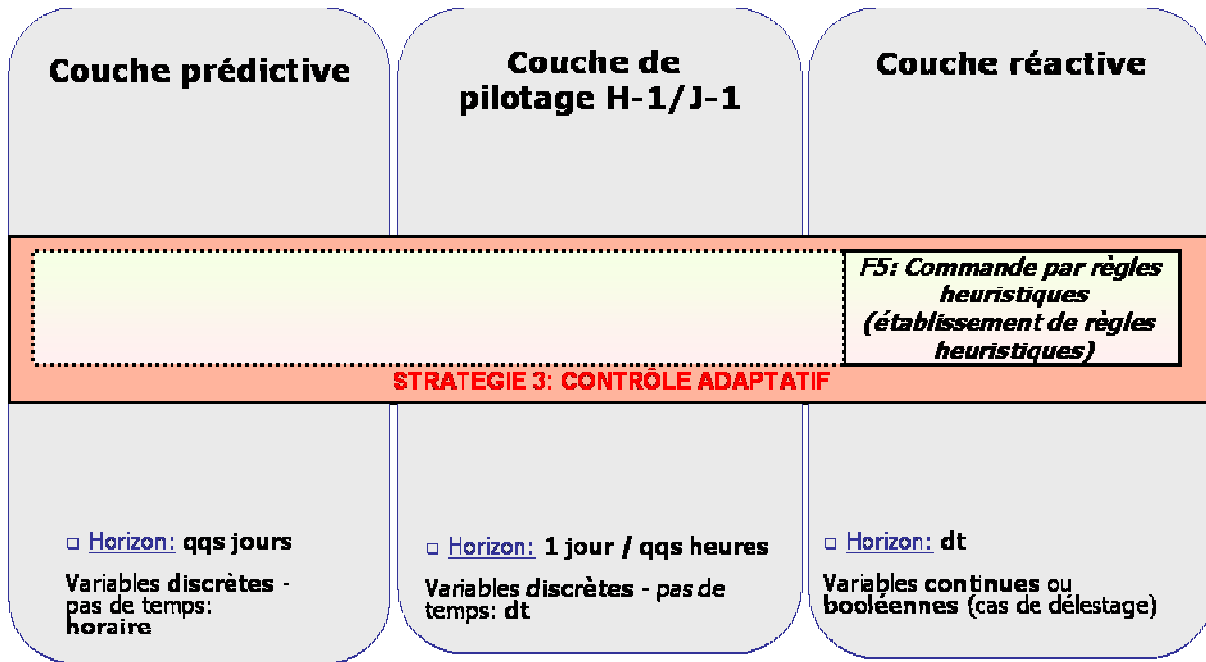 Couche prédictive
Couche de
pilotage H-1/J-1
Couche réactive
F5: Commande par règles
heuristiques
(établissement de règles
heuristiques)
STRATEGIE 3: CONTRÔLE ADAPTATIF
❑ Horizon: qqs jours
Variables discrètes -
pas de temps:
horaire
❑ Horizon: 1 jour / qqs heures
Variables discrètes - pas de
temps: dt
❑ Horizon: dt
Variables continues ou
booléennes (cas de délestage)